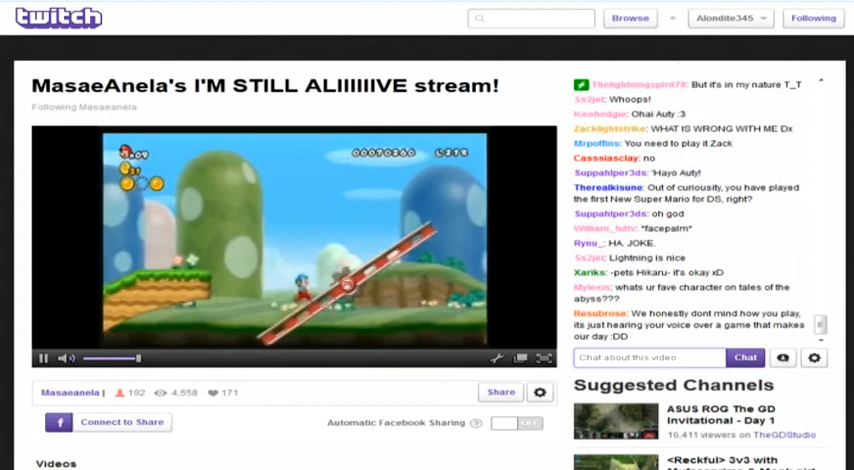 twitch
Browse
Alondite345
Following
MasaeAnela's I'M STILL ALIIIIIIVE stream!
Following Masaeanela
Thelightningspirit78: But it's in my nature T_T
Ss2jet: Whoops!
Iceehedgie: Ohai Auty :3
Zacklightstrike: WHAT IS WRONG WITH ME Dx
Mrpoffins: You need to play it Zack
Casssiasclay: no
Suppahlper3ds: 'Hayo Auty!
Therealkisune: Out of curiousity, you have played
the first New Super Mario for DS, right?
Suppahlper3ds: oh god
William_hdtv: *facepalm*
Rynu_: HA. JOKE.
Ss2jet: Lightning is nice
Xariks: -pets Hikaru- it's okay xD
Mylexis: whats ur fave character on tales of the
abyss???
Resubrose: We honestly dont mind how you play,
its just hearing your voice over a game that makes
our day :DD
Chat about this video
Chat
Masaeanela | 192 4,558 171
Share
f Connect to Share
Automatic Facebook Sharing ? OFF
Videos
Suggested Channels
ASUS ROG The GD
Invitational - Day 1
16,411 viewers on TheGDStudio
<Reckful> 3v3 with